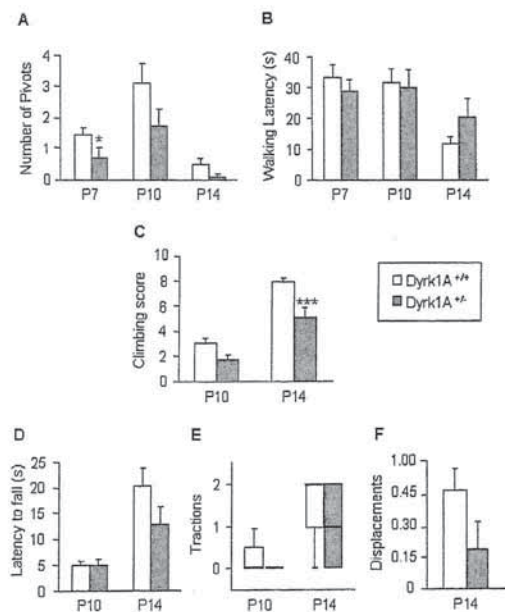 A
Number of Pivots
4
3
2
1
0
*
P7 P10 P14
B
Walking Latency (s)
40
30
20
10
0
P7 P10 P14
C
Climbing score
10
8
6
4
2
0
***
P10 P14
Dyrk1A+/+
Dyrk1A+/-
D
Latency to fall (s)
25
20
15
10
5
0
P10 P14
E
Tractions
2
1
0
P10 P14
F
Displacements
1.00
0.45
0.30
0.15
0
P14